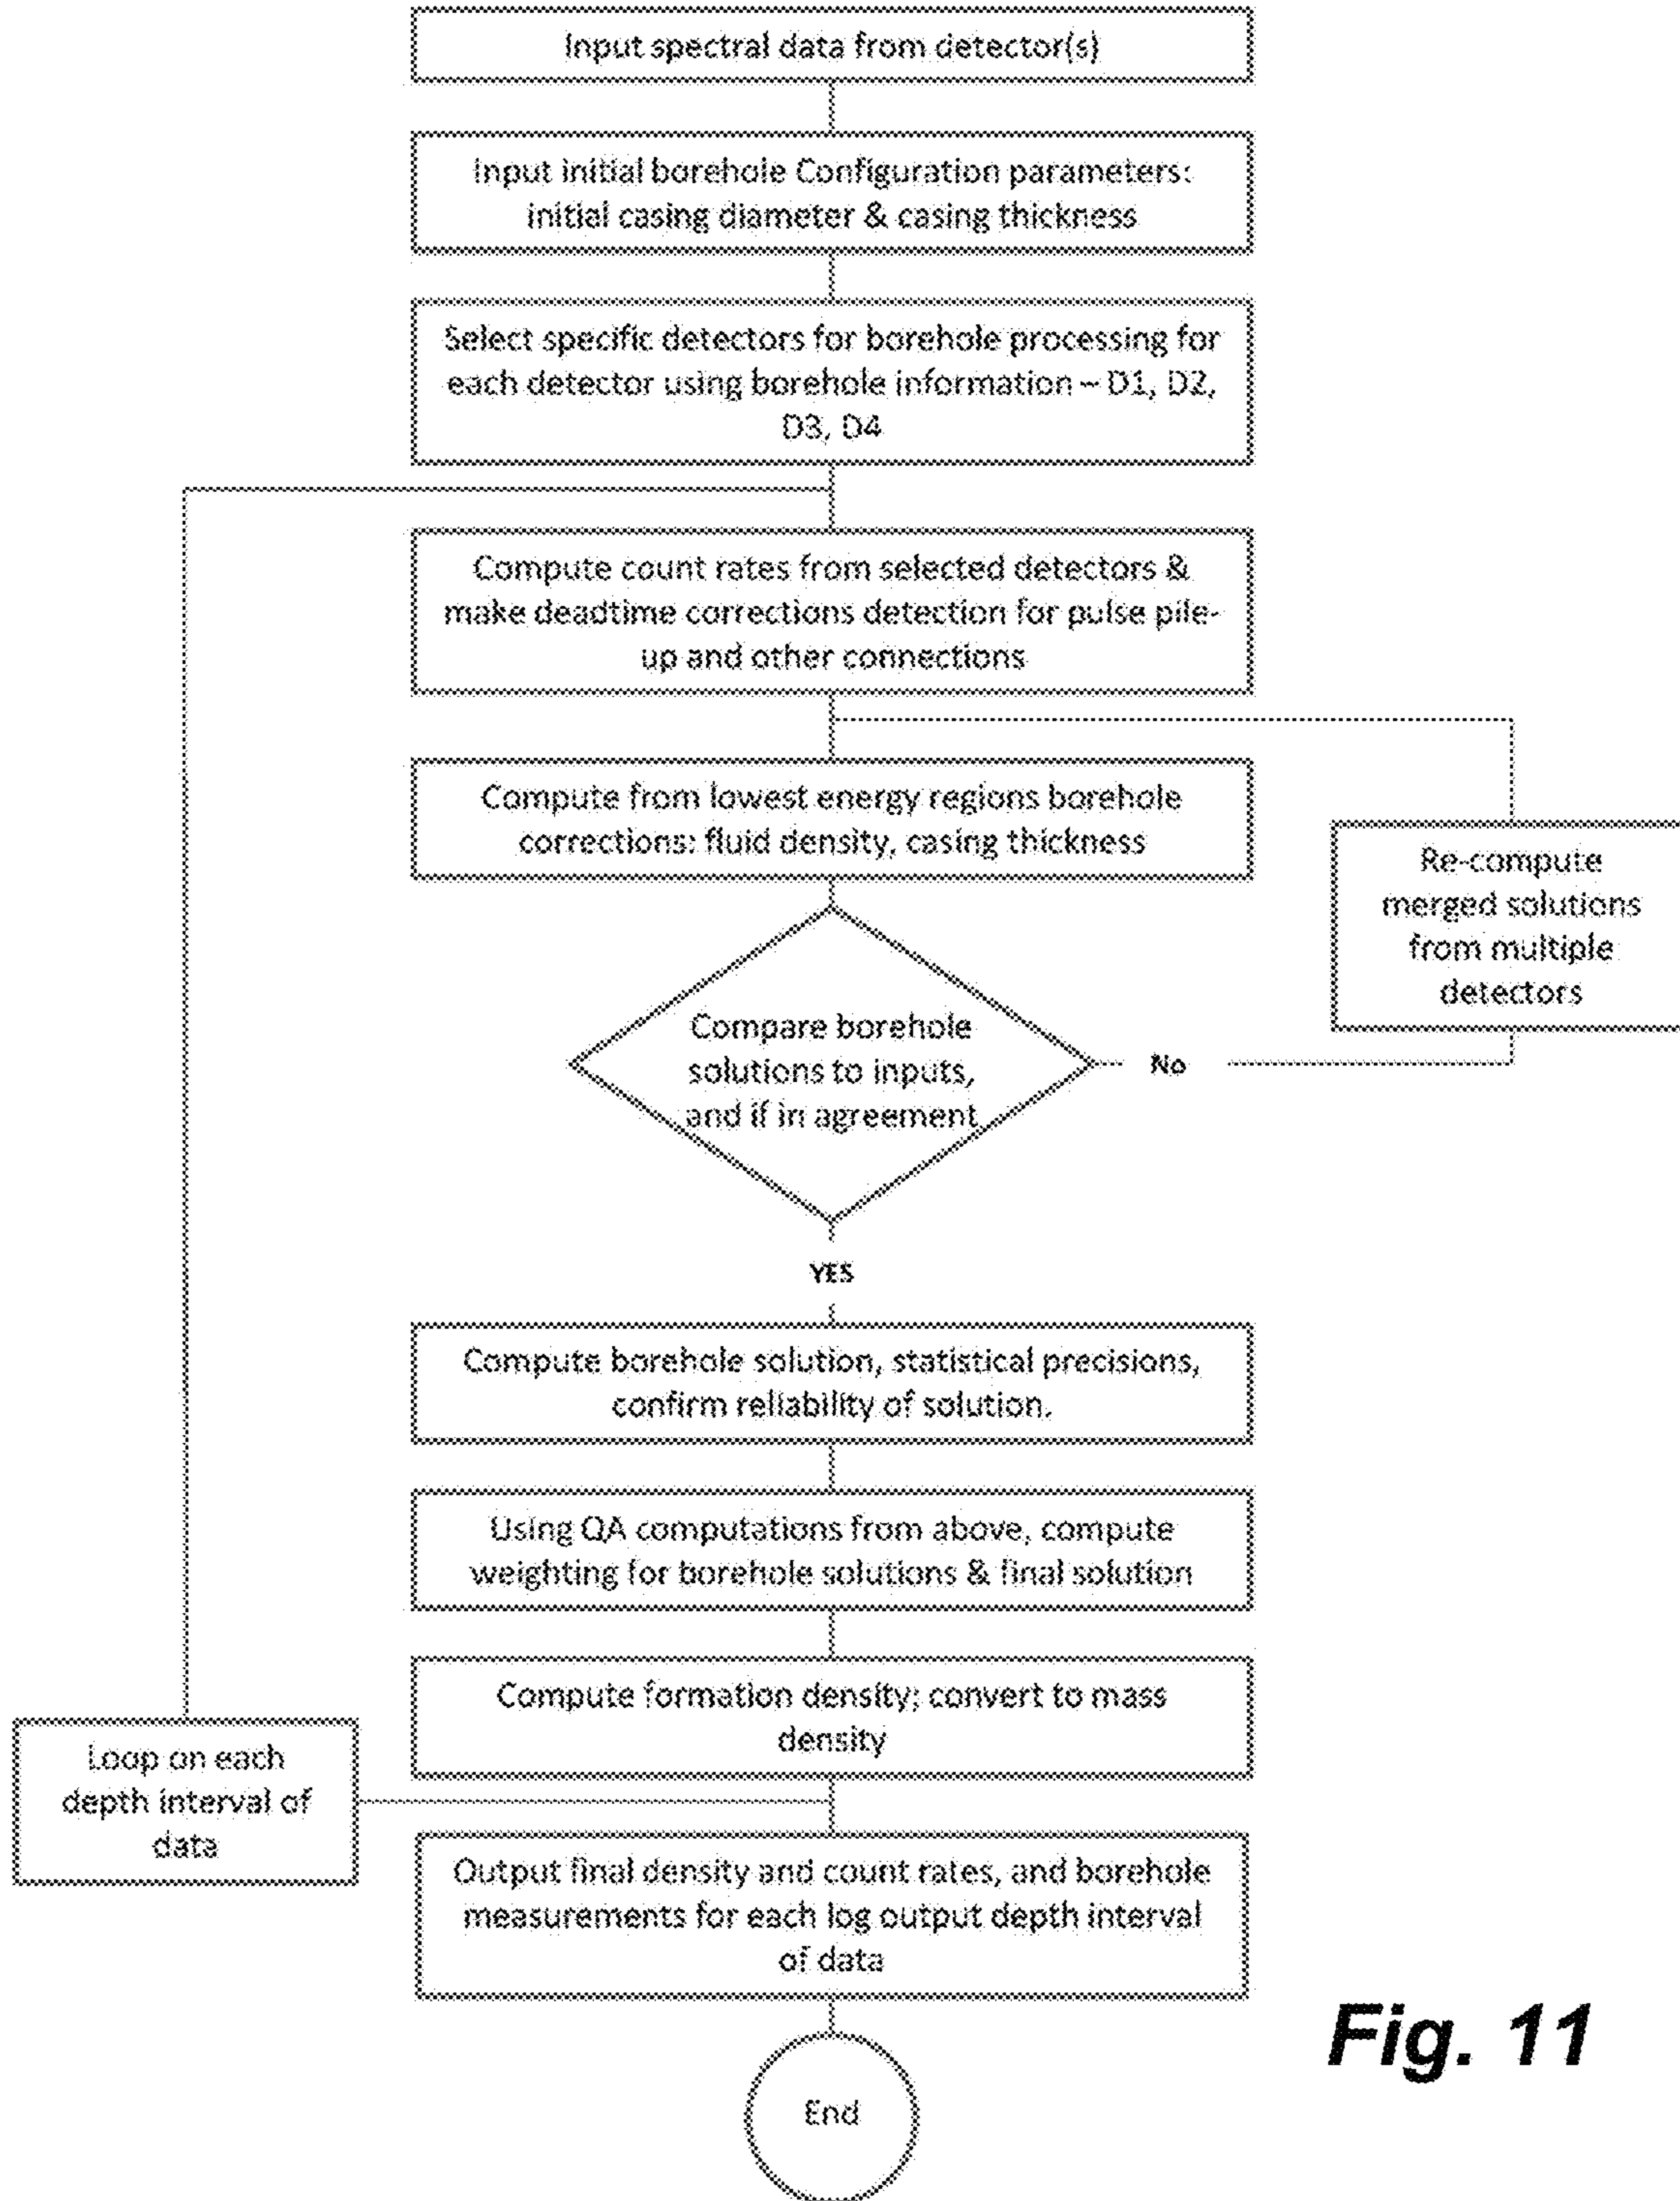 Input spectral data from detector(s)
Input initial borehole Configuration parameters:
initial casing diameter & casing thickness
Select specific detectors for borehole processing for
each detector using borehole information – D1, D2,
D3, D4
Compute count rates from selected detectors &
make deadtime corrections detection for pulse pile-
up and other connections
Compute from lowest energy regions borehole
corrections: fluid density, casing thickness
Re-compute
merged solutions
from multiple
detectors
Compare borehole
solutions to inputs,
and if in agreement
No
YES
Compute borehole solution, statistical precisions,
confirm reliability of solution.
Using QA computations from above, compute
weighting for borehole solutions & final solution
Compute formation density; convert to mass
density
Loop on each
depth interval of
data
Output final density and count rates, and borehole
measurements for each log output depth interval
of data
End
Fig. 11